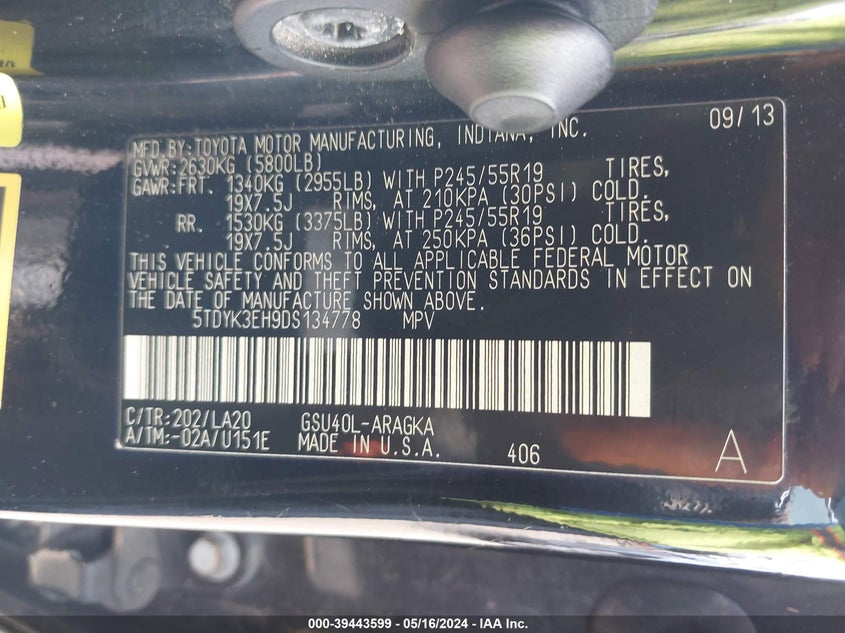 09/13
MFD BY:TOYOTA MOTOR MANUFACTURING, INDIANA, INC.
GVWR:2630KG (5800LB)
GAWR:FRT. 1340KG (2955LB) WITH P245/55R19 TIRES,
19X7.5J RIMS, AT 210KPA (30PSI) COLD.
RR. 1530KG (3375LB) WITH P245/55R19 TIRES,
19X7.5J RIMS, AT 250KPA (36PSI) COLD.
THIS VEHICLE CONFORMS TO ALL APPLICABLE FEDERAL MOTOR
VEHICLE SAFETY AND THEFT PREVENTION STANDARDS IN EFFECT ON
THE DATE OF MANUFACTURE SHOWN ABOVE.
5TDYK3EH9DS134778 MPV
C/TR:202/LA20 GSU40L-ARAGKA
A/TM:-02A/U151E MADE IN U.S.A. 406 A
000-39443599 - 05/16/2024 - IAA Inc.